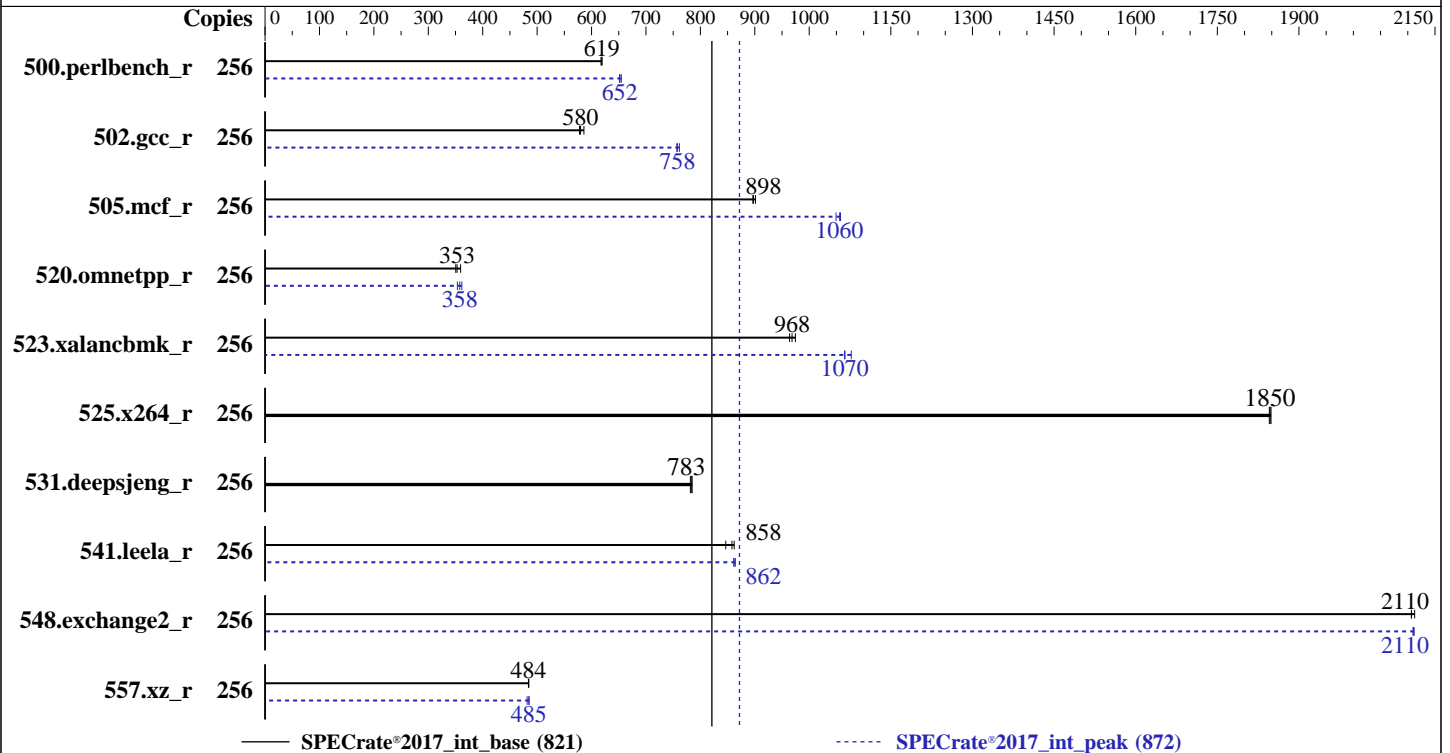 Copies 0 100 200 300 400 500 600 700 800 900 1000 1150 1300 1450 1600 1750 1900 2150
619
500.perlbench_r 256
652
580
502.gcc_r 256
758
898
505.mcf_r 256
1060
353
520.omnetpp_r 256
358
968
523.xalancbmk_r 256
1070
1850
525.x264_r 256
783
531.deepsjeng_r 256
858
541.leela_r 256
862
2110
548.exchange2_r 256
2110
484
557.xz_r 256
485
SPECrate®2017_int_base (821) SPECrate®2017_int_peak (872)